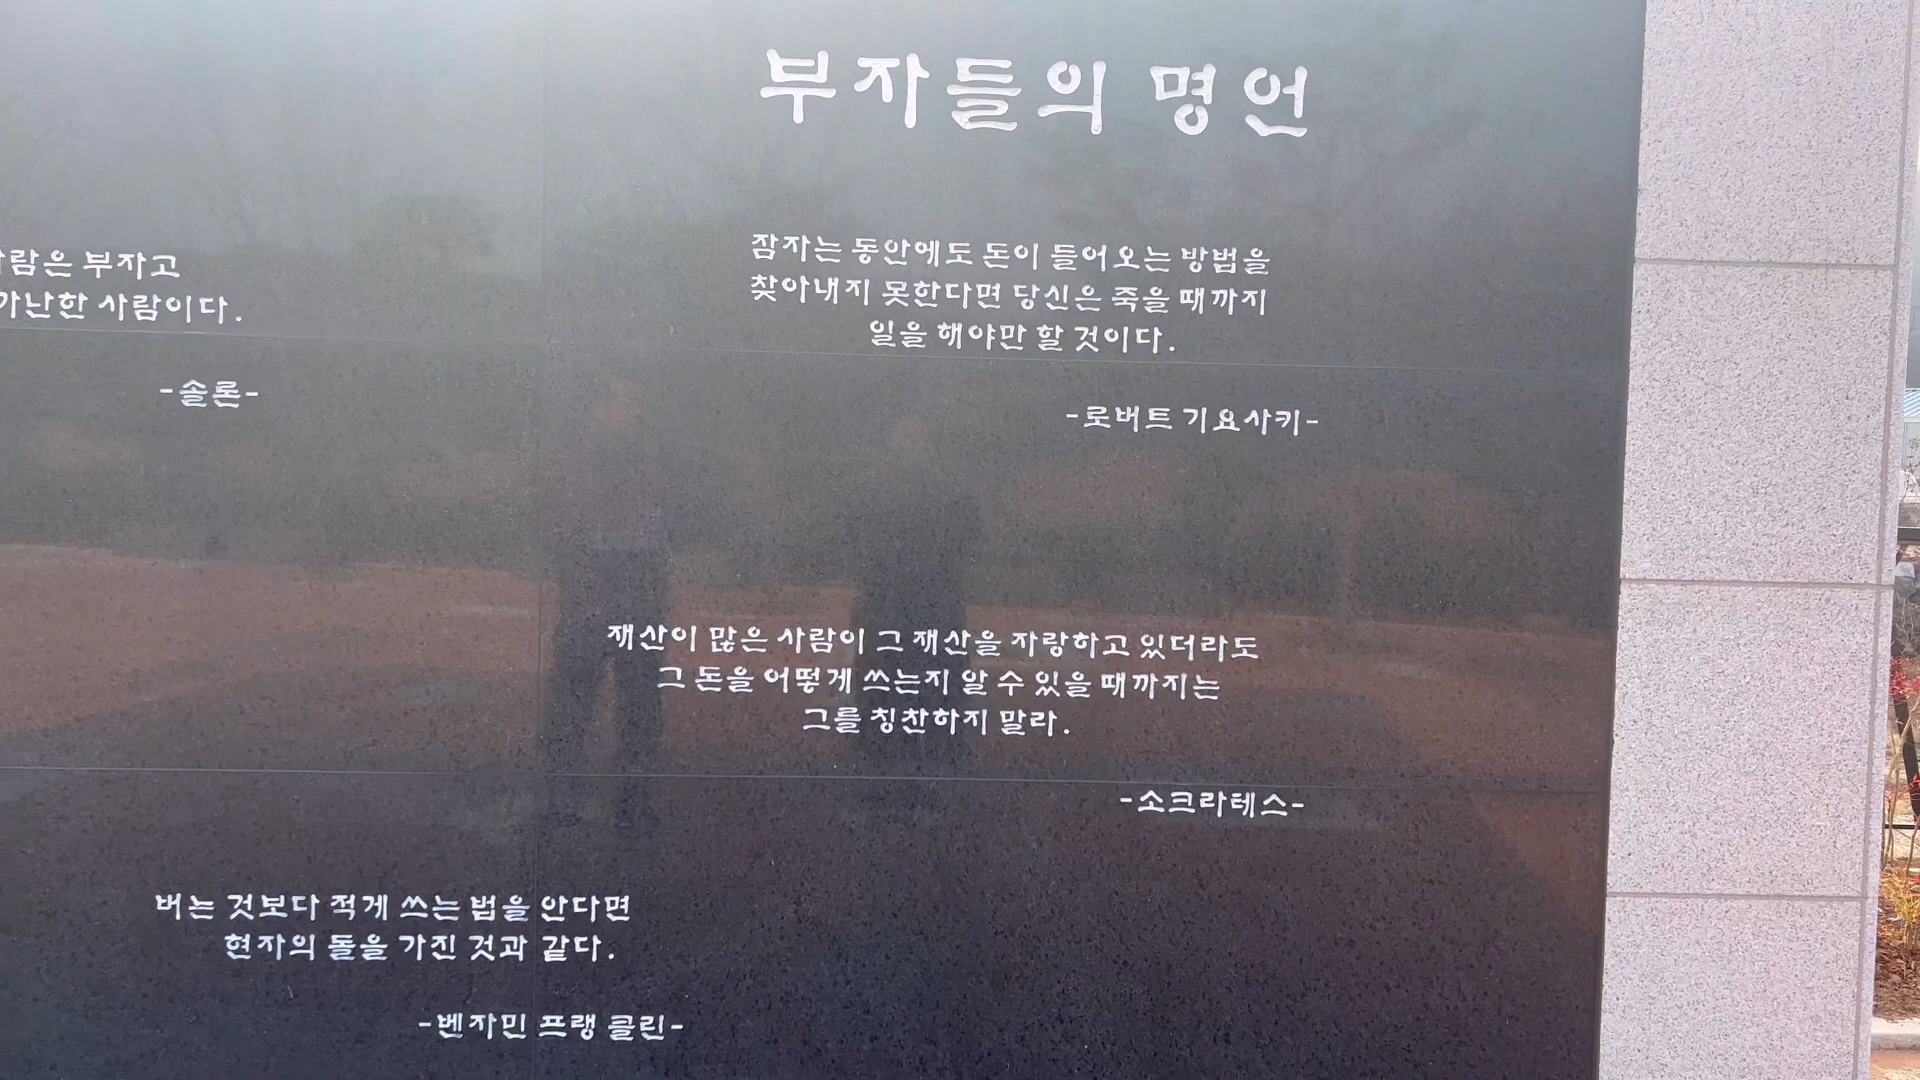 부자들의 명언
람은 부자고
가난한 사람이다.
-솔론-
잠자는 동안에도 돈이 들어오는 방법을
찾아내지 못한다면 당신은 죽을 때까지
일을 해야만 할 것이다.
-로버트 기요사키-
재산이 많은 사람이 그 재산을 자랑하고 있더라도
그 돈을 어떻게 쓰는지 알 수 있을 때까지는
그를 칭찬하지 말라.
-소크라테스-
버는 것보다 적게 쓰는 법을 안다면
현자의 돌을 가진 것과 같다.
-벤자민 프랭 클린-